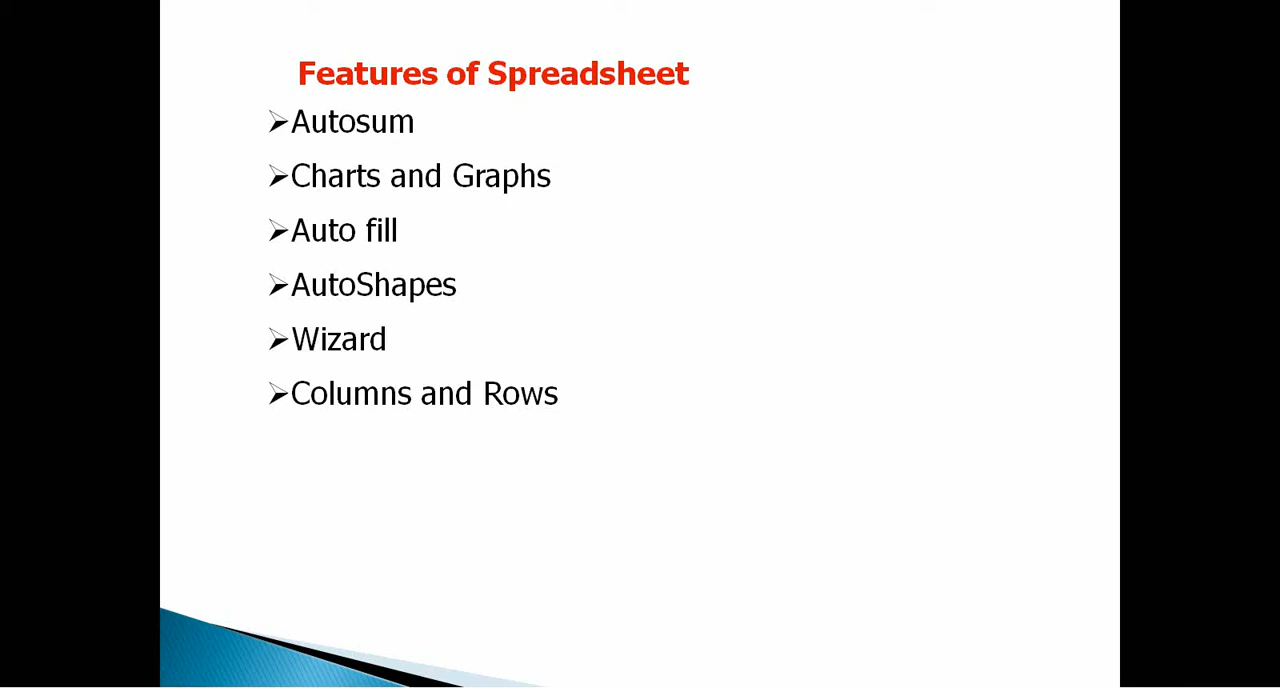 Features of Spreadsheet
➢Autosum
➢Charts and Graphs
➢Auto fill
➢AutoShapes
➢Wizard
➢Columns and Rows